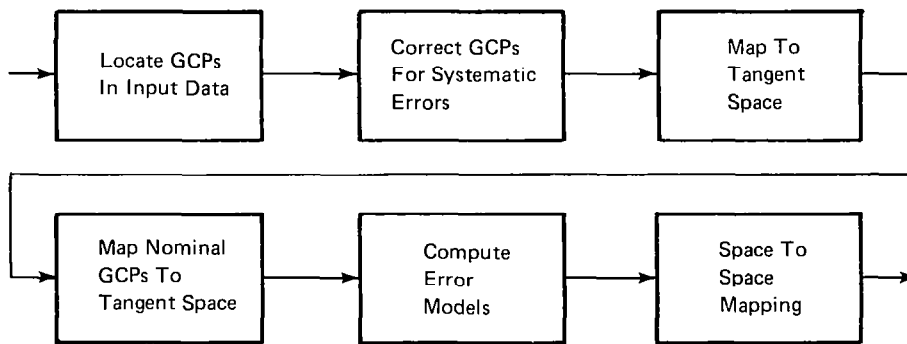 Locate GCPs
In Input Data
Correct GCPs
For Systematic
Errors
Map To
Tangent
Space
Map Nominal
GCPs To
Tangent Space
Compute
Error
Models
Space To
Space
Mapping